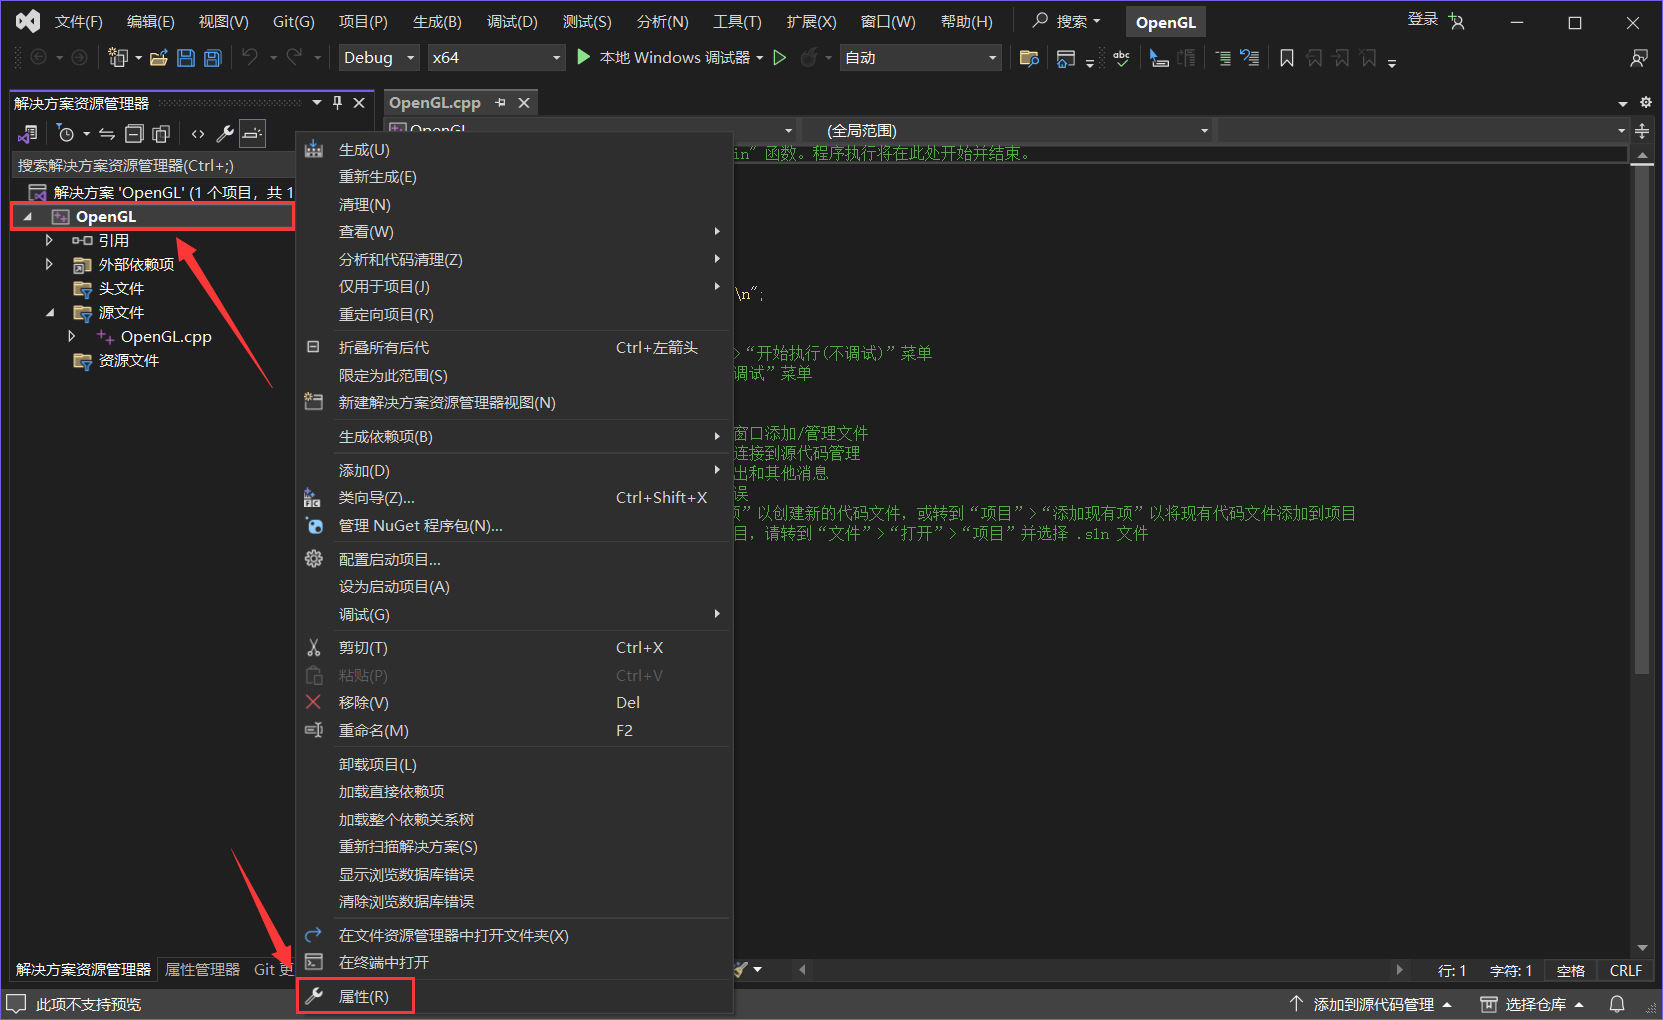 文件(F) 编辑(E) 视图(V) Git(G) 项目(P) 生成(B) 调试(D) 测试(S) 分析(N) 工具(T) 扩展(X) 窗口(W) 帮助(H) 搜索 OpenGL 登录
Debug x64 本地 Windows 调试器 自动
解决方案资源管理器
搜索解决方案资源管理器(Ctrl+;)
解决方案 'OpenGL' (1 个项目, 共 1
OpenGL
引用
外部依赖项
头文件
源文件
OpenGL.cpp
资源文件
OpenGL.cpp
OpenGL (全局范围)
in" 函数。程序执行将在此处开始并结束。
\n";
>“开始执行(不调试)”菜单
调试”菜单
窗口添加/管理文件
连接到源代码管理
出和其他消息
误
项”以创建新的代码文件，或转到“项目”>“添加现有项”以将现有代码文件添加到项目
目，请转到“文件”>“打开”>“项目”并选择 .sln 文件
生成(U)
重新生成(E)
清理(N)
查看(W)
分析和代码清理(Z)
仅用于项目(J)
重定向项目(R)
折叠所有后代 Ctrl+左箭头
限定为此范围(S)
新建解决方案资源管理器视图(N)
生成依赖项(B)
添加(D)
类向导(Z)... Ctrl+Shift+X
管理 NuGet 程序包(N)...
配置启动项目...
设为启动项目(A)
调试(G)
剪切(T) Ctrl+X
粘贴(P) Ctrl+V
移除(V) Del
重命名(M) F2
卸载项目(L)
加载直接依赖项
加载整个依赖关系树
重新扫描解决方案(S)
显示浏览数据库错误
清除浏览数据库错误
在文件资源管理器中打开文件夹(X)
在终端中打开
属性(R)
解决方案资源管理器 属性管理器 Git 更
行: 1 字符: 1 空格 CRLF
此项不支持预览 添加到源代码管理 选择仓库